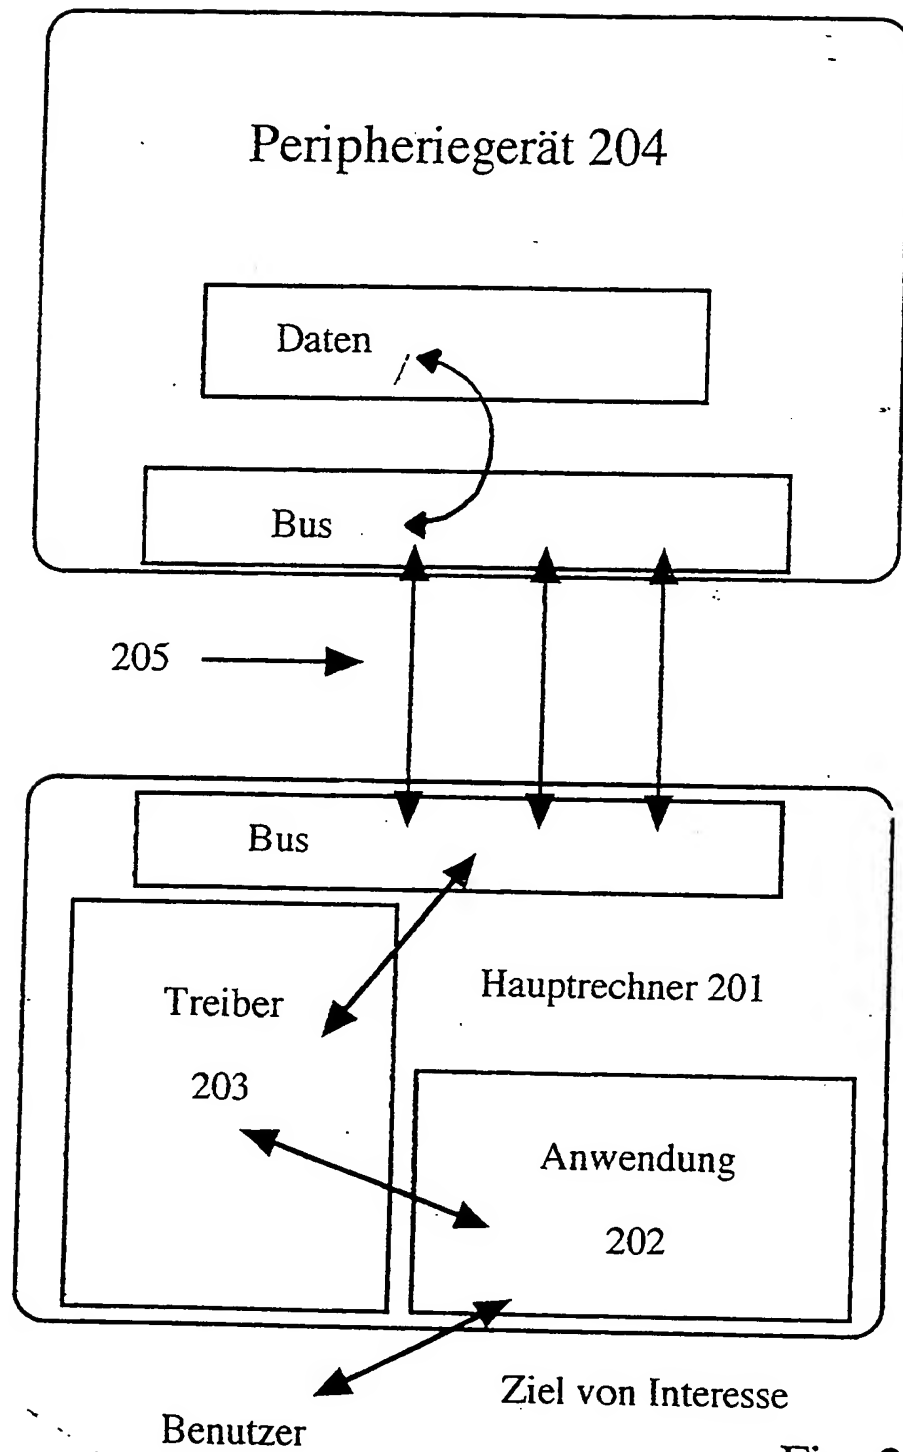 Peripheriegerät 204
Daten
Bus
205
Bus
Treiber
203
Hauptrechner 201
Anwendung
202
Ziel von Interesse
Benutzer